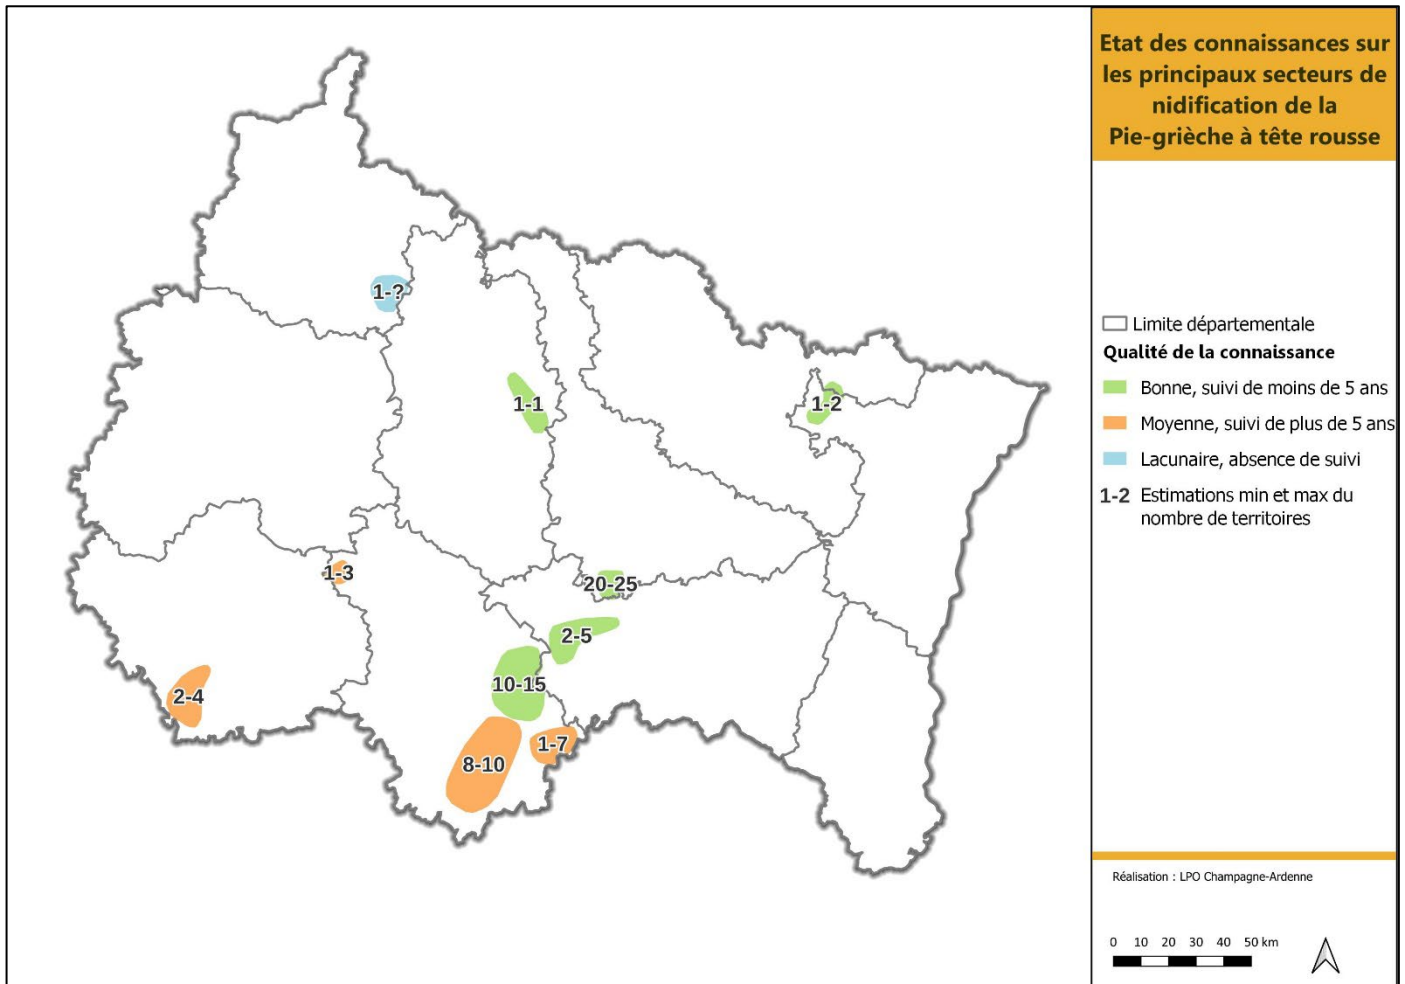 Etat des connaissances sur
les principaux secteurs de
nidification de la
Pie-grièche à tête rousse
1-?
1-1
1-2
1-3
20-25
2-5
10-15
2-4
1-7
8-10
Limite départementale
Qualité de la connaissance
Bonne, suivi de moins de 5 ans
Moyenne, suivi de plus de 5 ans
Lacunaire, absence de suivi
1-2 Estimations min et max du
nombre de territoires
Réalisation : LPO Champagne-Ardenne
0 10 20 30 40 50 km